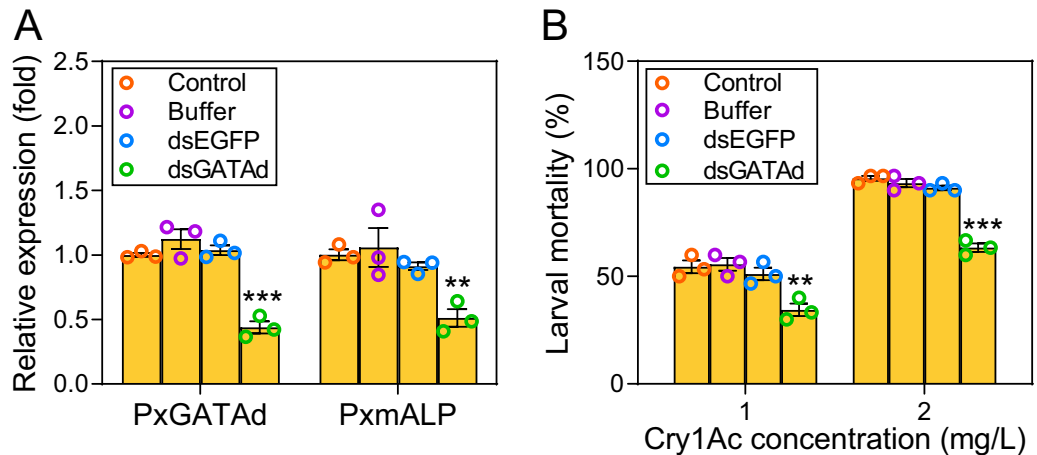 A
Relative expression (fold)
2.5
2.0
1.5
1.0
0.5
0.0
Control
Buffer
dsEGFP
dsGATAd
***
**
PxGATAd
PxmALP
B
Larval mortality (%)
150
100
50
0
Control
Buffer
dsEGFP
dsGATAd
**
***
1
2
Cry1Ac concentration (mg/L)